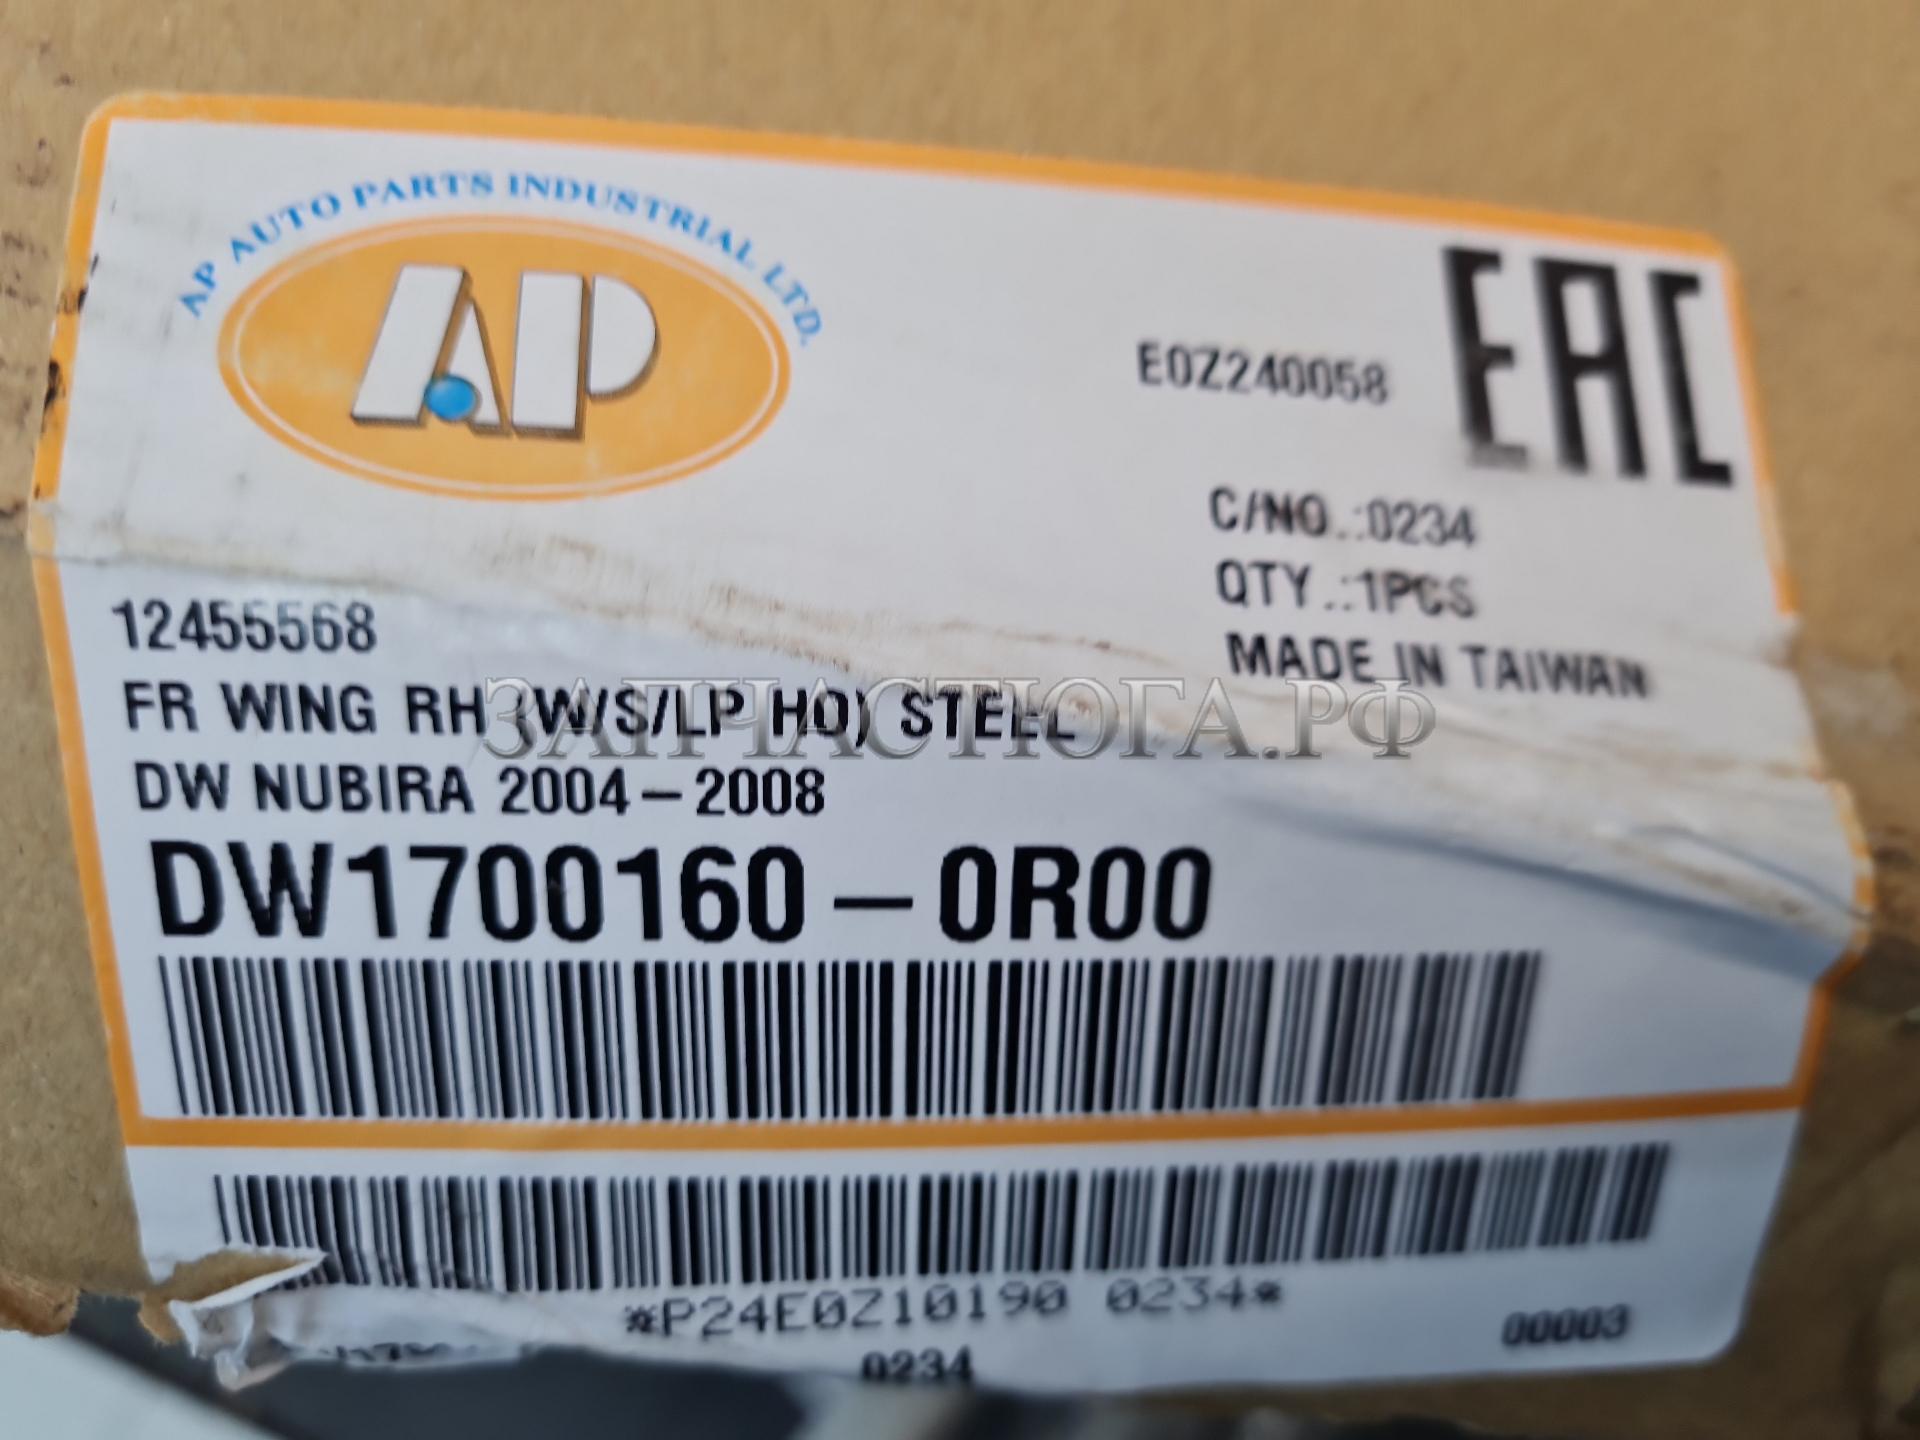 AP AUTO PARTS INDUSTRIAL LTD.
AP
E0Z240058
EAC
C/NO.:0234
QTY.:1PCS
MADE IN TAIWAN
12455568
FR WING RH (W/S/LP HO) STEEL
ЗАПЧАСТЮГА.РФ
DW NUBIRA 2004-2008
DW1700160-0R00
*P24E0Z10190 0234*
00003
0234